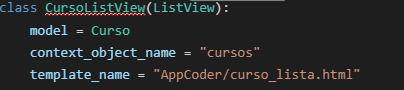 class CursoListView(ListView):
    model = Curso
    context_object_name = "cursos"
    template_name = "AppCoder/curso_lista.html"